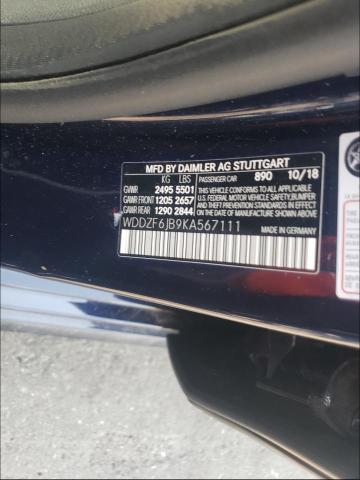 MFD BY DAIMLER AG STUTTGART
KG LBS PASSENGER CAR 890 10/18
GVWR 2495 5501
GAWR FRONT 1205 2657
GAWR REAR 1290 2844
THIS VEHICLE CONFORMS TO ALL APPLICABLE
U.S. FEDERAL MOTOR VEHICLE SAFETY,BUMPER
AND THEFT PREVENTION STANDARDS IN EFFECT
ON THE DATE OF MANUFACTURE SHOWN ABOVE
WDDZF6JB9KA567111
MADE IN GERMANY